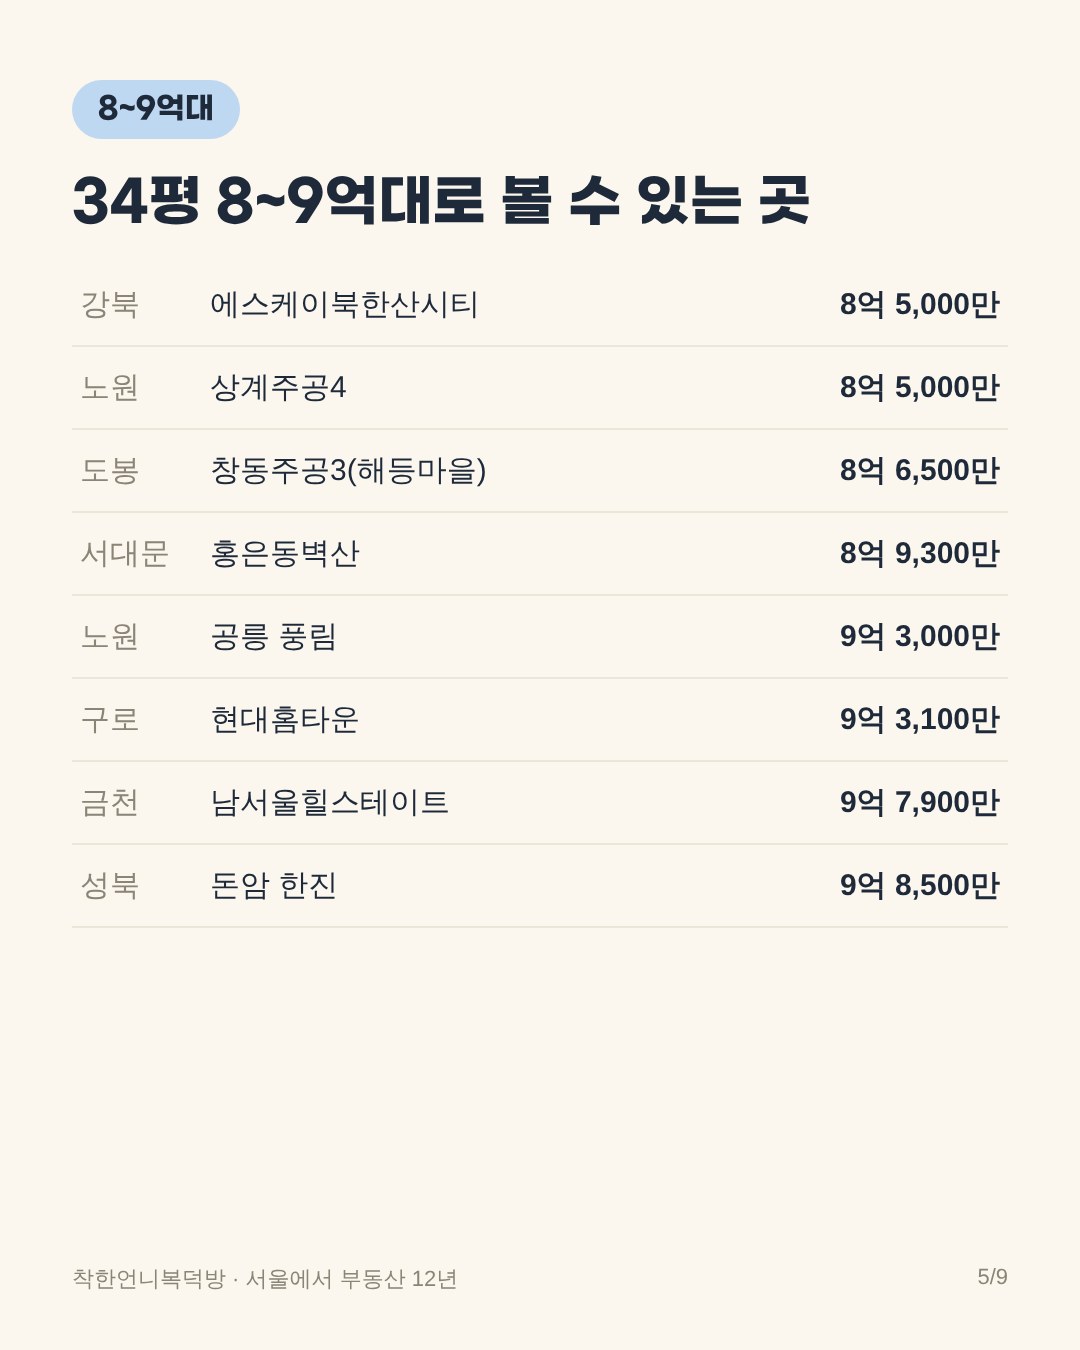 8~9억대
34평 8~9억대로 볼 수 있는 곳
강북 에스케이북한산시티 8억 5,000만
노원 상계주공4 8억 5,000만
도봉 창동주공3(해등마을) 8억 6,500만
서대문 홍은동벽산 8억 9,300만
노원 공릉 풍림 9억 3,000만
구로 현대홈타운 9억 3,100만
금천 남서울힐스테이트 9억 7,900만
성북 돈암 한진 9억 8,500만
착한언니복덕방 · 서울에서 부동산 12년 5/9